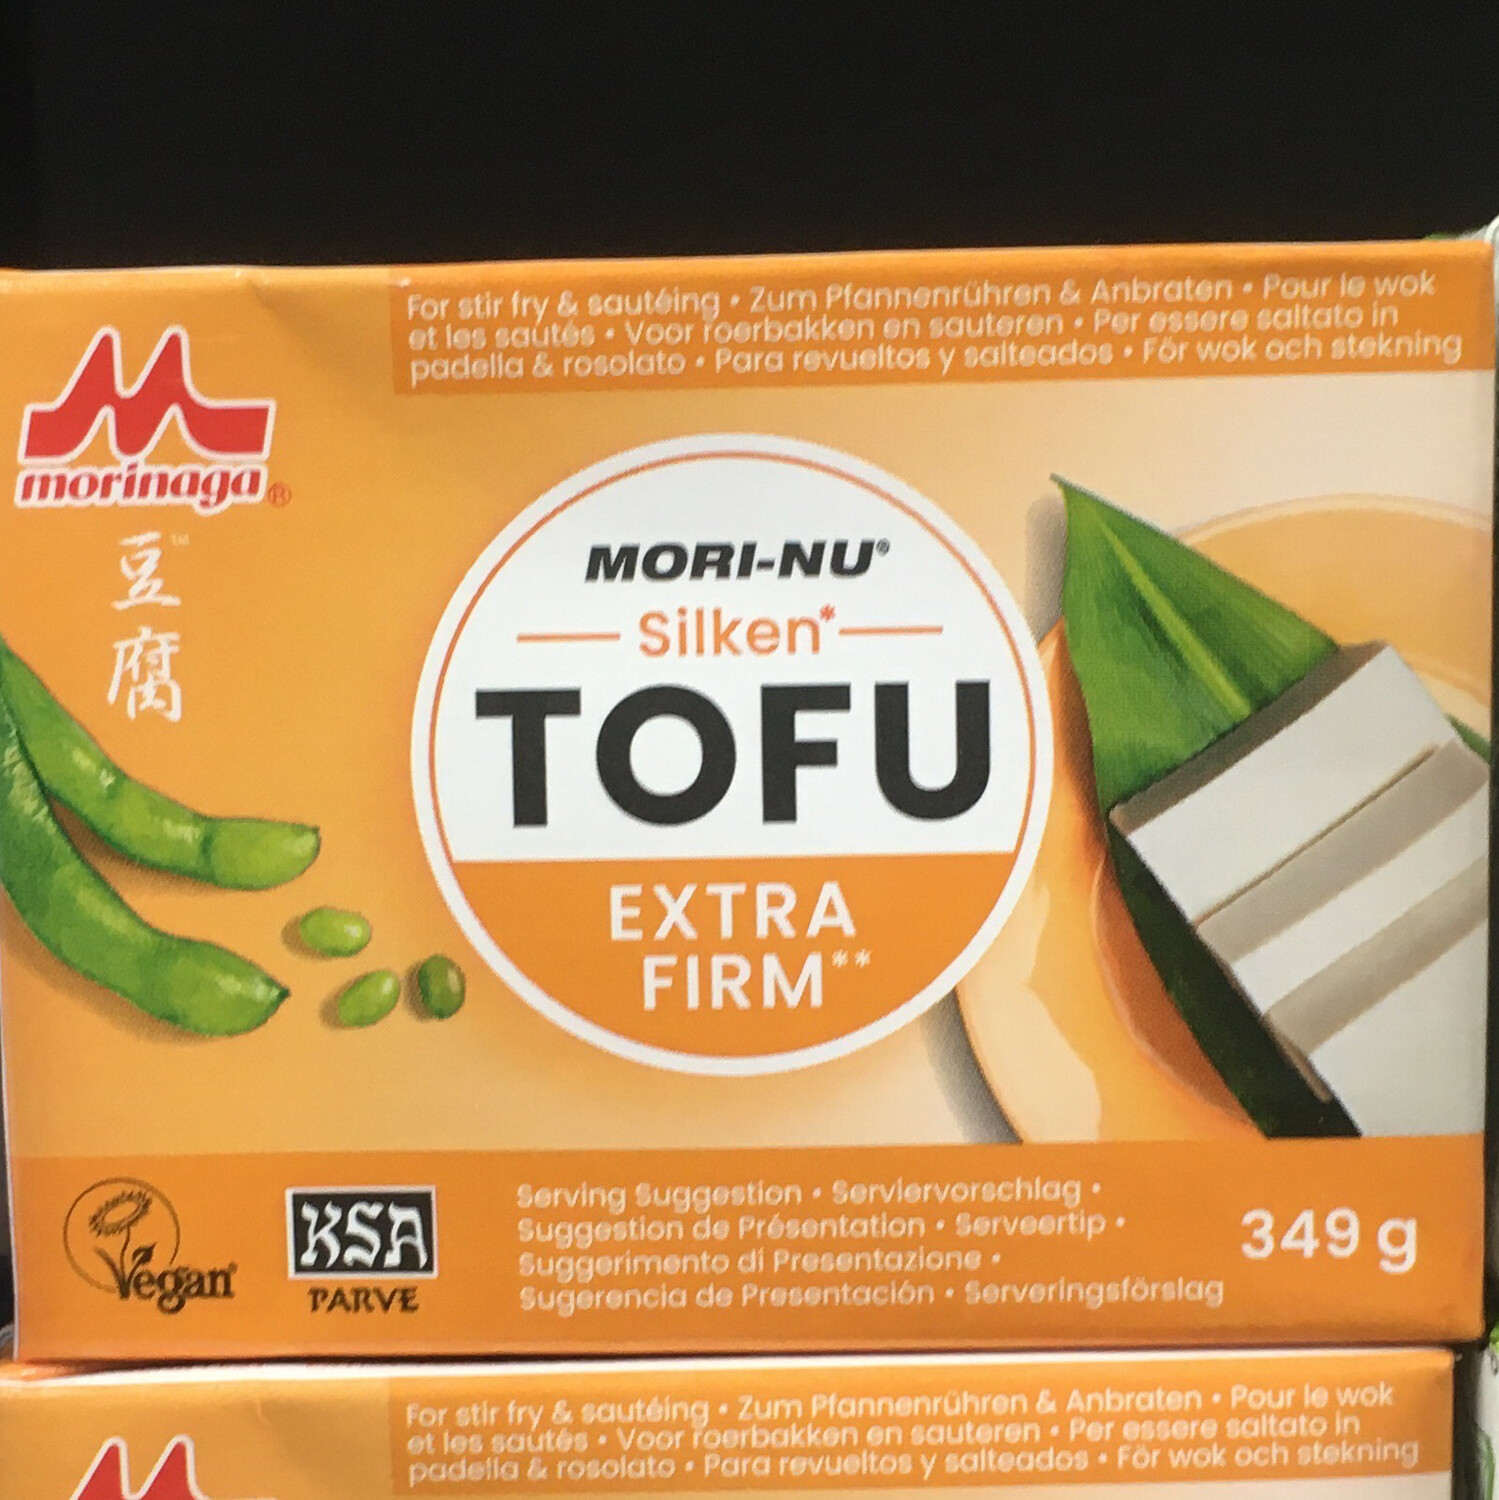 For stir fry & sautéing • Zum Pfannenrühren & Anbraten • Pour le wok
et les sautés • Voor roerbakken en sauteren • Per essere saltato in
padella & rosolato • Para revueltos y salteados • För wok och stekning
morinaga®
豆™
腐
MORI-NU®
Silken*
TOFU
EXTRA
FIRM**
Vegan
KSA
PARVE
Serving Suggestion • Serviervorschlag •
Suggestion de Présentation • Serveertip •
Suggerimento di Presentazione •
Sugerencia de Presentación • Serveringsförslag
349 g
For stir fry & sautéing • Zum Pfannenrühren & Anbraten • Pour le wok
et les sautés • Voor roerbakken en sauteren • Per essere saltato in
padella & rosolato • Para revueltos y salteados • För wok och stekning